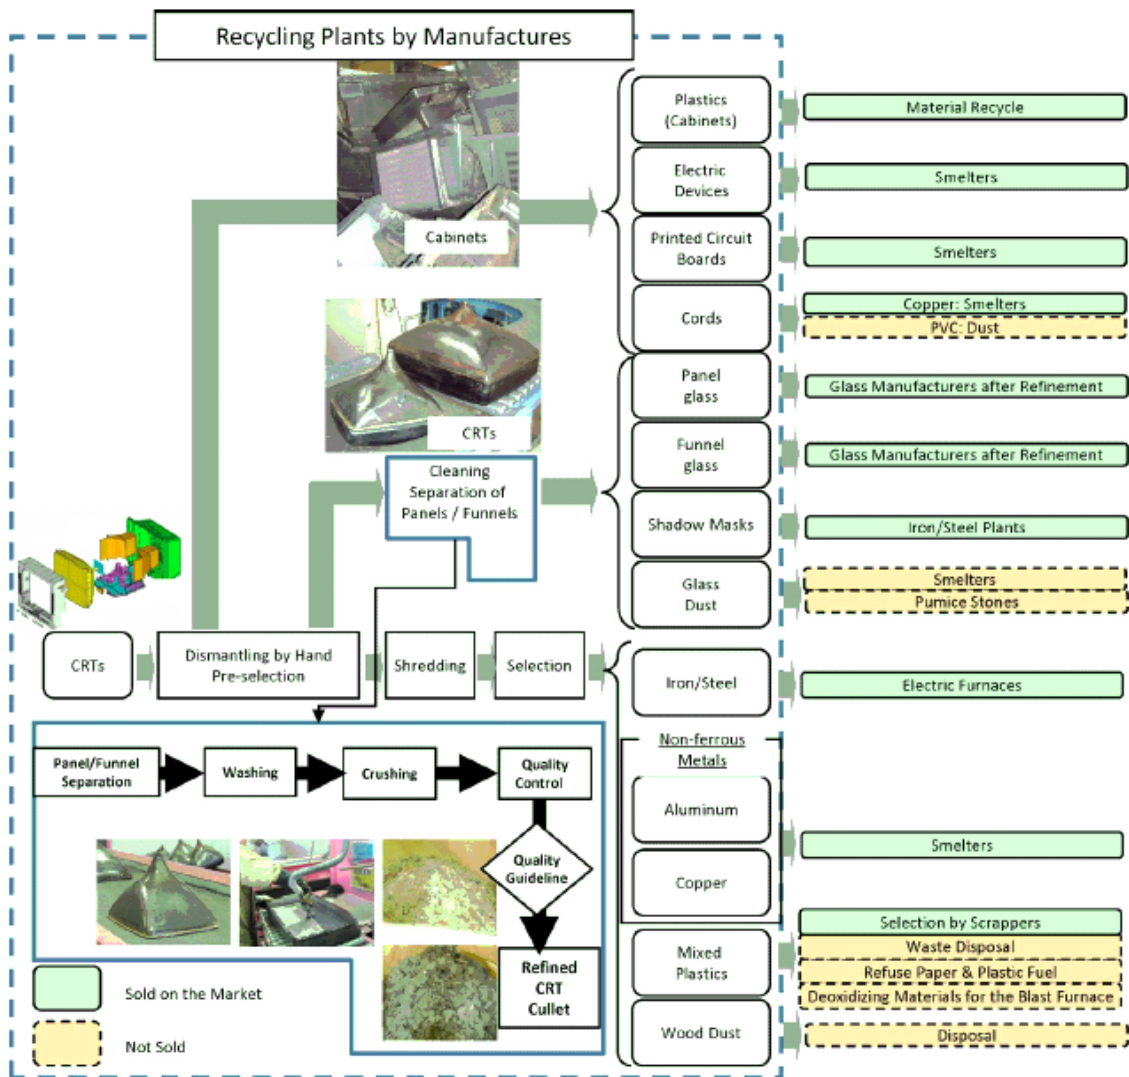 Recycling Plants by Manufactures
Plastics
(Cabinets)
Material Recycle
Electric
Devices
Smelters
Cabinets
Printed Circuit
Boards
Smelters
Cords
Copper: Smelters
PVC: Dust
CRTs
Panel
glass
Glass Manufacturers after Refinement
Funnel
glass
Glass Manufacturers after Refinement
Cleaning
Separation of
Panels / Funnels
Shadow Masks
Iron/Steel Plants
Glass
Dust
Smelters
Pumice Stones
CRTs
Dismantling by Hand
Pre-selection
Shredding
Selection
Iron/Steel
Electric Furnaces
Non-ferrous
Metals
Aluminum
Copper
Smelters
Panel/Funnel
Separation
Washing
Crushing
Quality
Control
Quality
Guideline
Refined
CRT
Cullet
Mixed
Plastics
Selection by Scrappers
Waste Disposal
Refuse Paper & Plastic Fuel
Deoxidizing Materials for the Blast Furnace
Wood Dust
Disposal
Sold on the Market
Not Sold